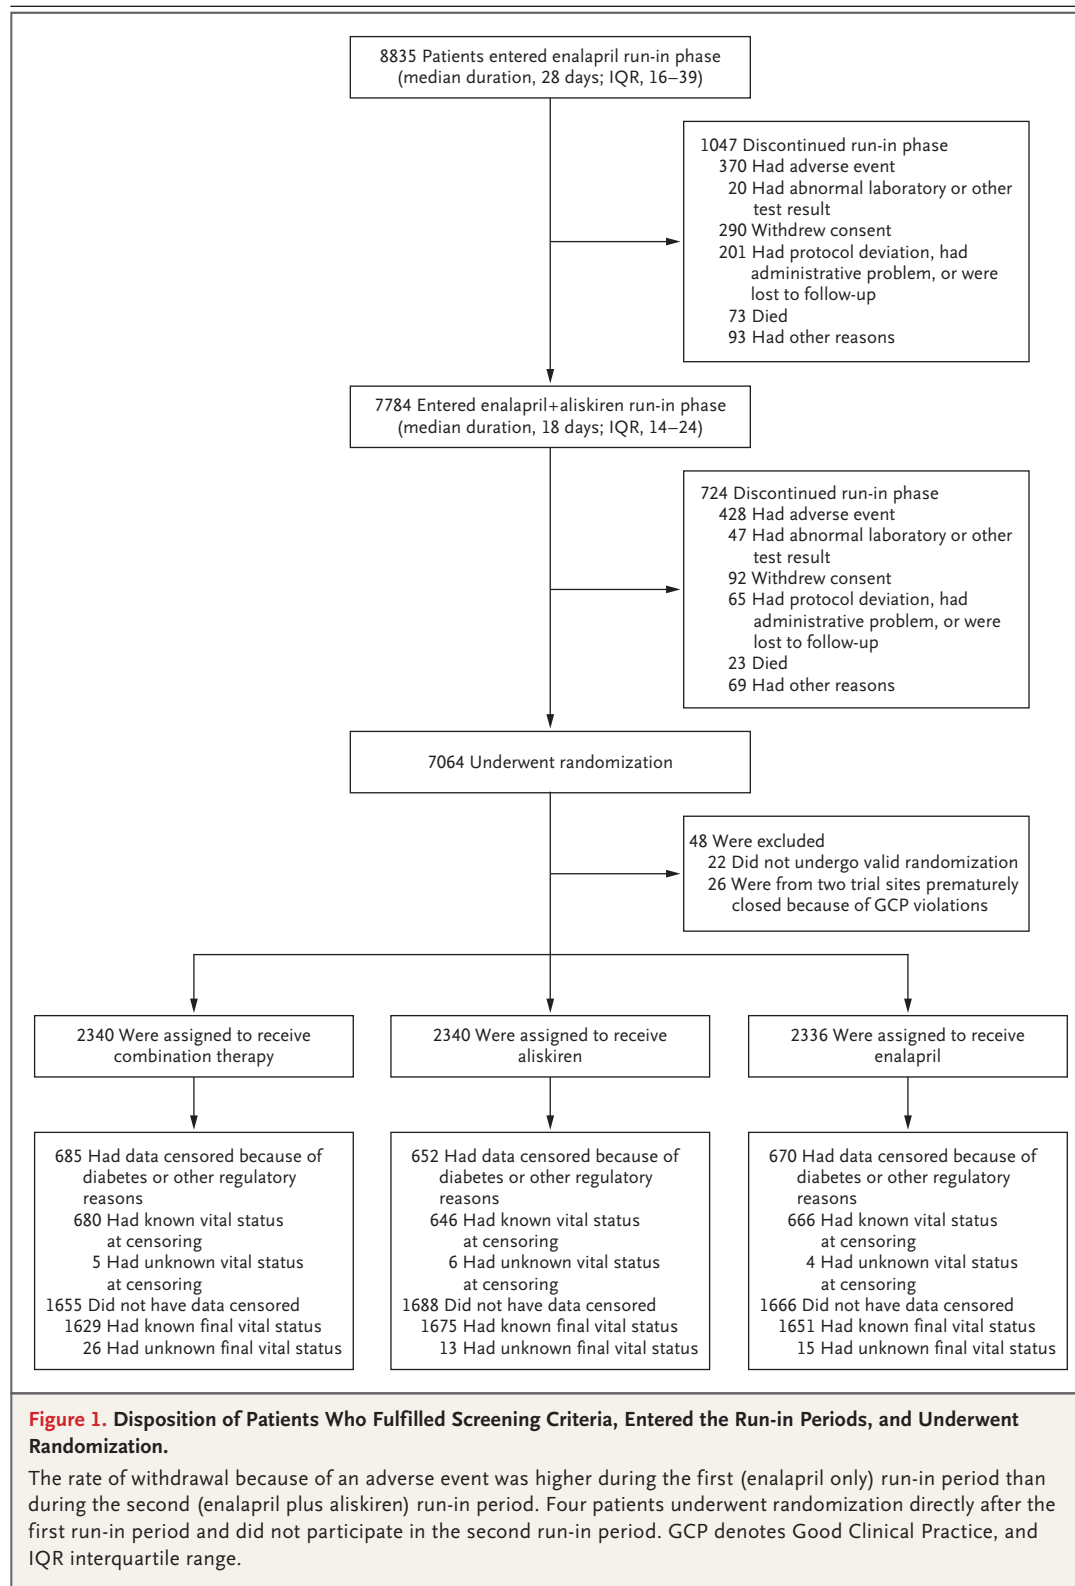 8835 Patients entered enalapril run-in phase
(median duration, 28 days; IQR, 16–39)
1047 Discontinued run-in phase
370 Had adverse event
20 Had abnormal laboratory or other
test result
290 Withdrew consent
201 Had protocol deviation, had
administrative problem, or were
lost to follow-up
73 Died
93 Had other reasons
7784 Entered enalapril+aliskiren run-in phase
(median duration, 18 days; IQR, 14–24)
724 Discontinued run-in phase
428 Had adverse event
47 Had abnormal laboratory or other
test result
92 Withdrew consent
65 Had protocol deviation, had
administrative problem, or were
lost to follow-up
23 Died
69 Had other reasons
7064 Underwent randomization
48 Were excluded
22 Did not undergo valid randomization
26 Were from two trial sites prematurely
closed because of GCP violations
2340 Were assigned to receive
combination therapy
2340 Were assigned to receive
aliskiren
2336 Were assigned to receive
enalapril
685 Had data censored because of
diabetes or other regulatory
reasons
680 Had known vital status
at censoring
5 Had unknown vital status
at censoring
1655 Did not have data censored
1629 Had known final vital status
26 Had unknown final vital status
652 Had data censored because of
diabetes or other regulatory
reasons
646 Had known vital status
at censoring
6 Had unknown vital status
at censoring
1688 Did not have data censored
1675 Had known final vital status
13 Had unknown final vital status
670 Had data censored because of
diabetes or other regulatory
reasons
666 Had known vital status
at censoring
4 Had unknown vital status
at censoring
1666 Did not have data censored
1651 Had known final vital status
15 Had unknown final vital status
Figure 1. Disposition of Patients Who Fulfilled Screening Criteria, Entered the Run-in Periods, and Underwent
Randomization.
The rate of withdrawal because of an adverse event was higher during the first (enalapril only) run-in period than
during the second (enalapril plus aliskiren) run-in period. Four patients underwent randomization directly after the
first run-in period and did not participate in the second run-in period. GCP denotes Good Clinical Practice, and
IQR interquartile range.